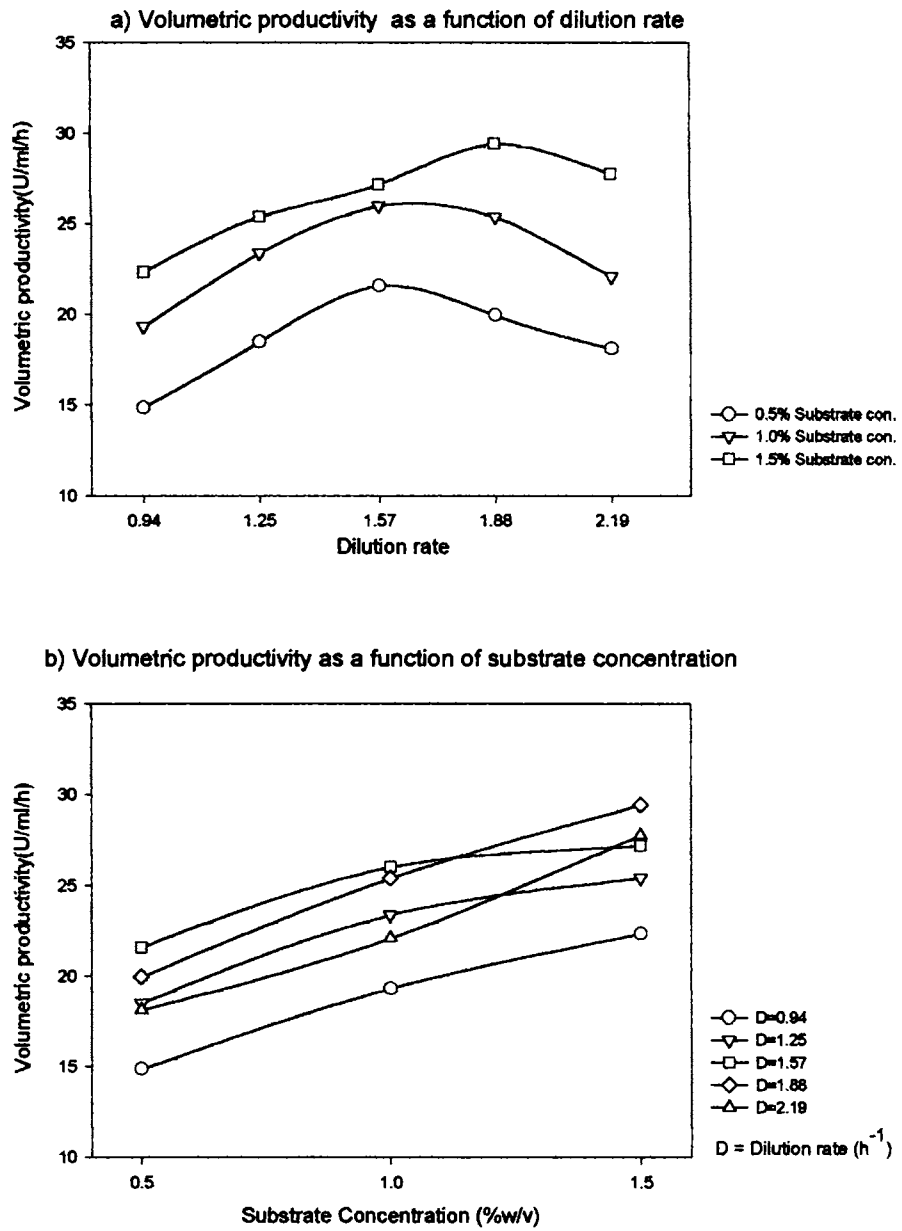 a) Volumetric productivity as a function of dilution rate
Volumetric productivity(U/ml/h)
35
30
25
20
15
10
0.94 1.25 1.57 1.88 2.19
Dilution rate
0.5% Substrate con.
1.0% Substrate con.
1.5% Substrate con.
b) Volumetric productivity as a function of substrate concentration
Volumetric productivity(U/ml/h)
35
30
25
20
15
10
0.5 1.0 1.5
Substrate Concentration (%w/v)
D=0.94
D=1.25
D=1.57
D=1.88
D=2.19
D = Dilution rate (h⁻¹)